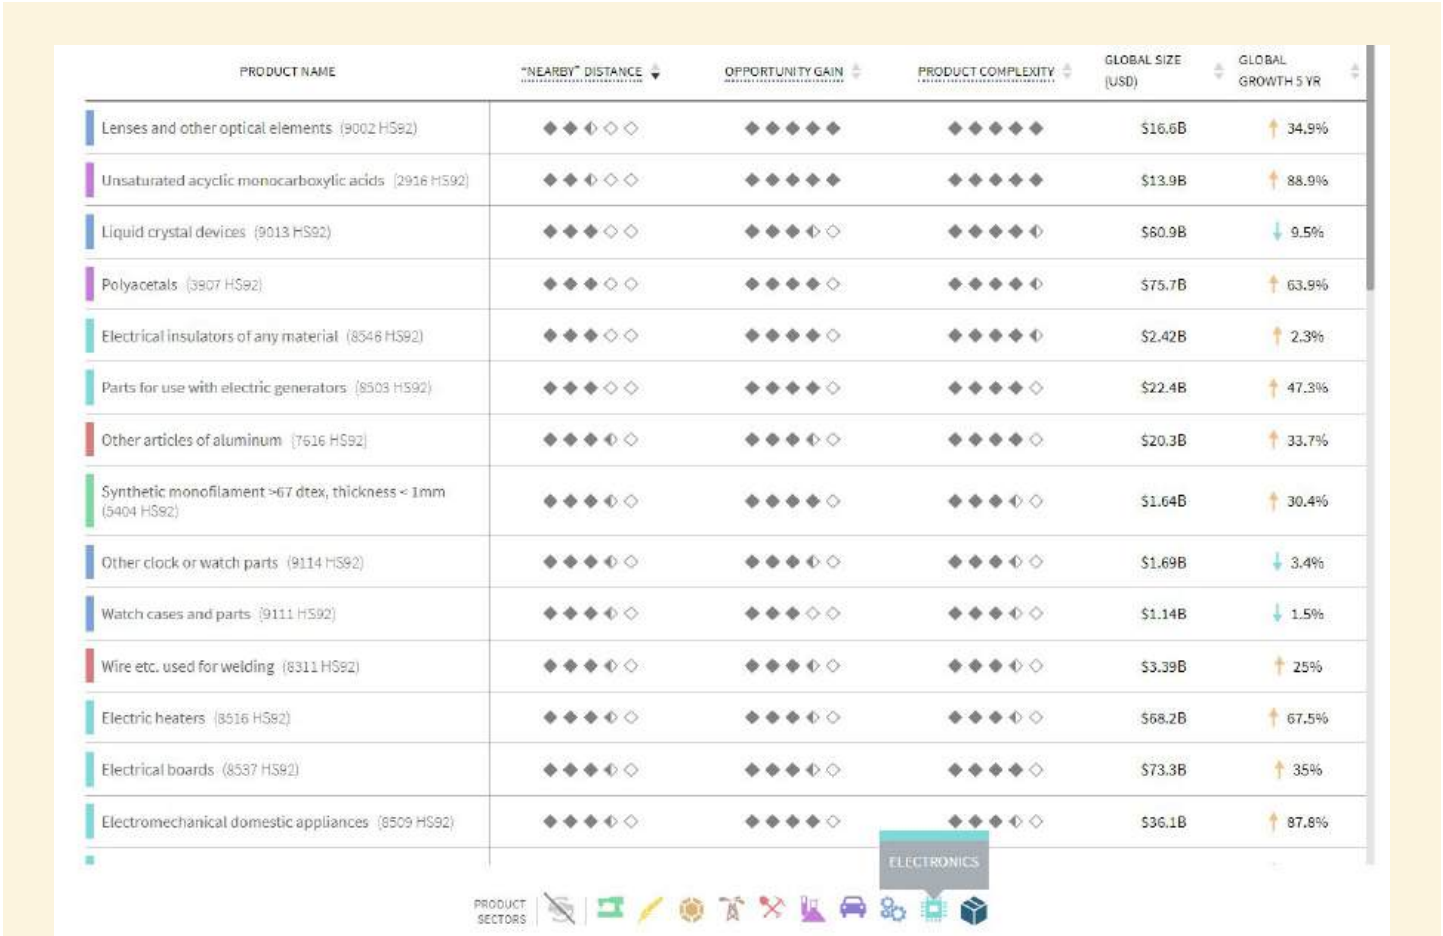 PRODUCT NAME "NEARBY" DISTANCE OPPORTUNITY GAIN PRODUCT COMPLEXITY GLOBAL SIZE (USD) GLOBAL GROWTH 5 YR
Lenses and other optical elements (9002 HS92) $16.6B 34.9%
Unsaturated acyclic monocarboxylic acids (2916 HS92) $13.9B 88.9%
Liquid crystal devices (9013 HS92) $60.9B 9.5%
Polyacetals (3907 HS92) $75.7B 63.9%
Electrical insulators of any material (8546 HS92) $2.42B 2.3%
Parts for use with electric generators (8503 HS92) $22.4B 47.3%
Other articles of aluminum (7616 HS92) $20.3B 33.7%
Synthetic monofilament >67 dtex, thickness < 1mm
(5404 HS92) $1.64B 30.4%
Other clock or watch parts (9114 HS92) $1.69B 3.4%
Watch cases and parts (9111 HS92) $1.14B 1.5%
Wire etc. used for welding (8311 HS92) $3.39B 25%
Electric heaters (8516 HS92) $68.2B 67.5%
Electrical boards (8537 HS92) $73.3B 35%
Electromechanical domestic appliances (8509 HS92) $36.1B 87.8%
ELECTRONICS
PRODUCT
SECTORS